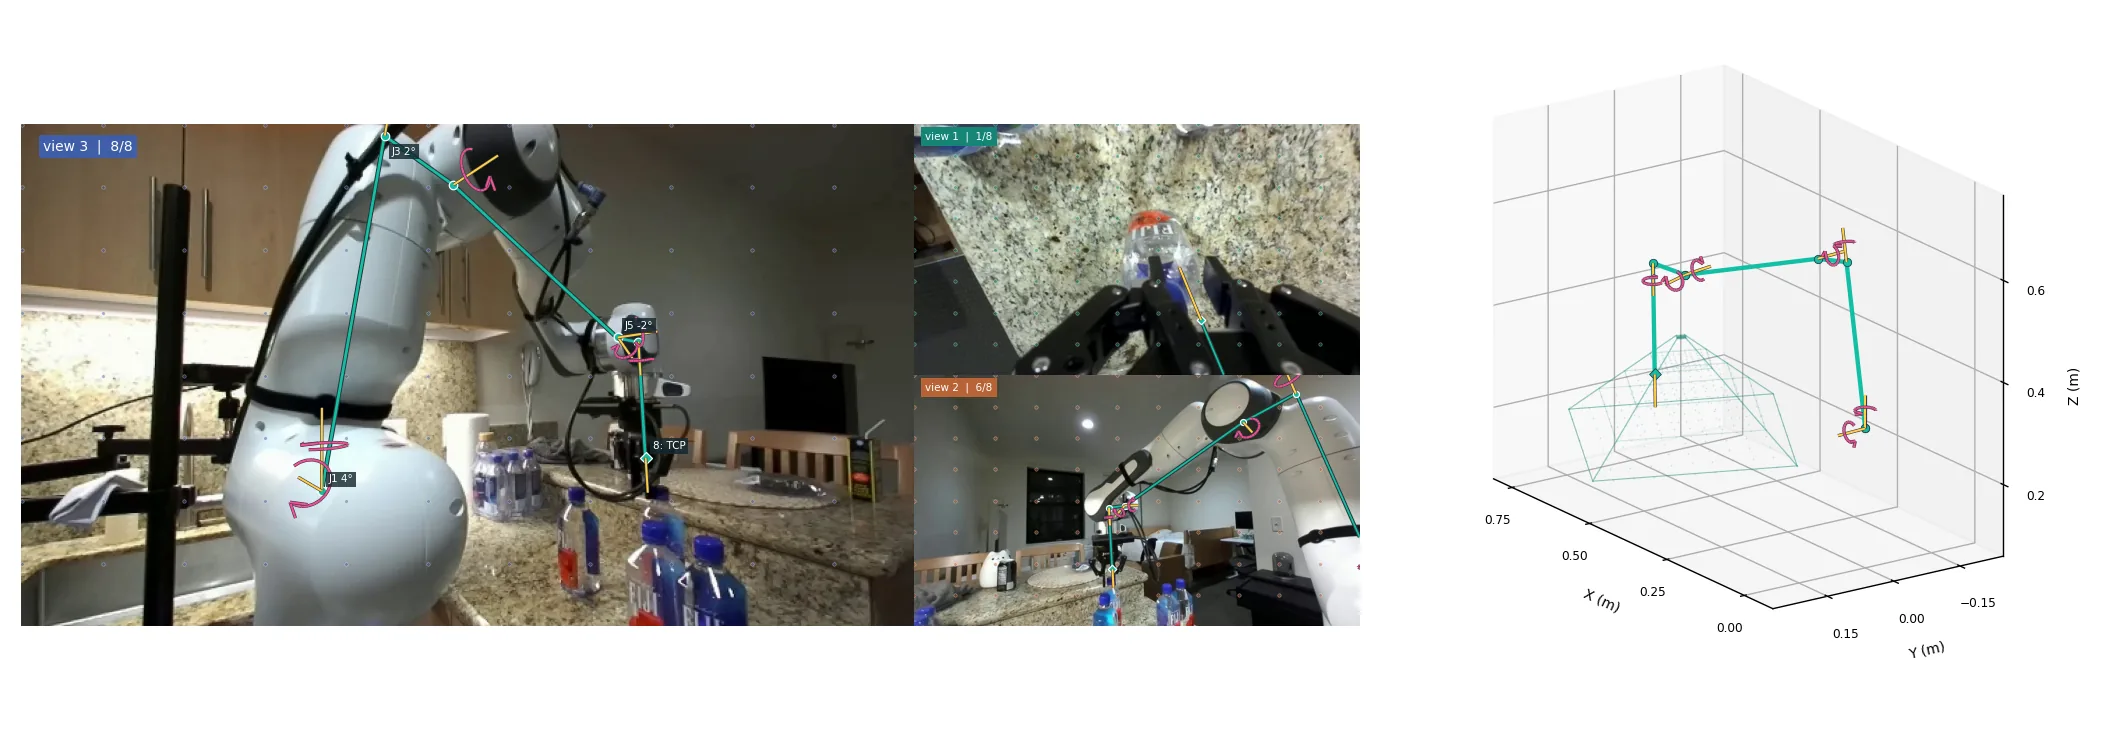 view 3 | 8/8
J3 2°
J5 -2°
8: TCP
J1 4°
FIJI
view 1 | 1/8
FIJI
view 2 | 6/8
0.6
0.4
0.2
Z (m)
0.75
0.50
0.25
0.00
X (m)
0.15
0.00
−0.15
Y (m)